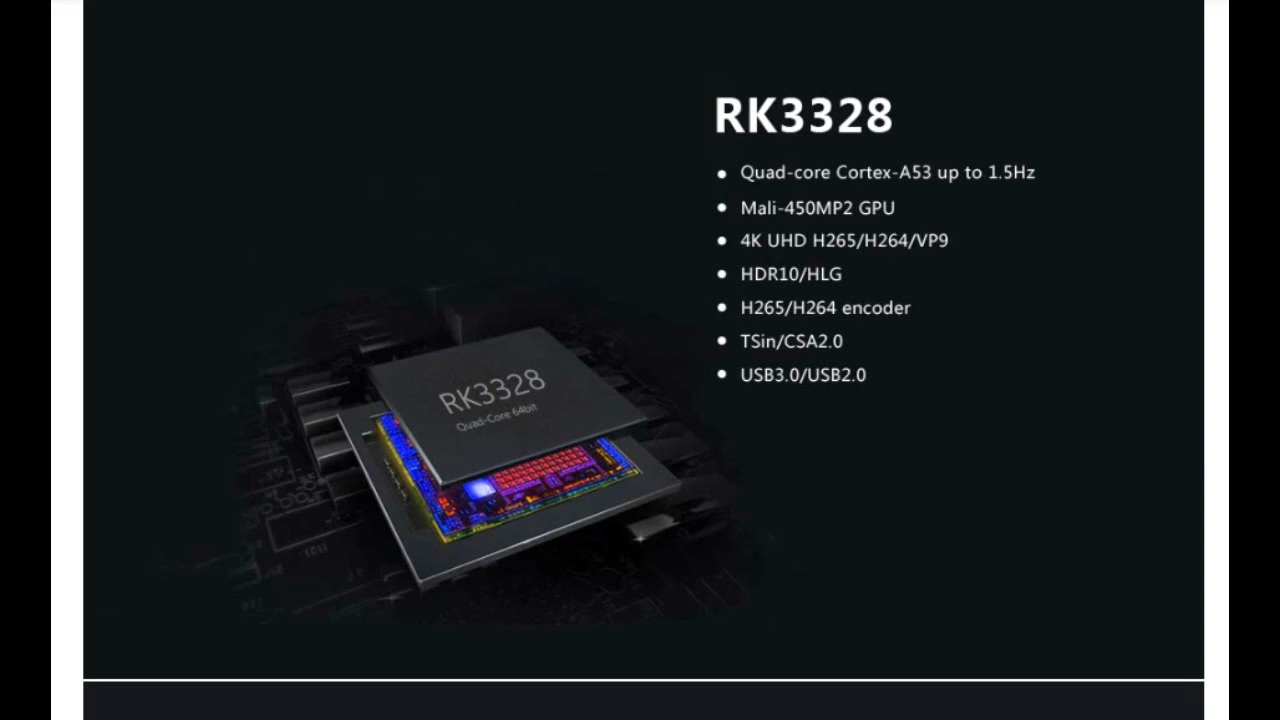 RK3328
• Quad-core Cortex-A53 up to 1.5Hz
• Mali-450MP2 GPU
• 4K UHD H265/H264/VP9
• HDR10/HLG
• H265/H264 encoder
• TSin/CSA2.0
• USB3.0/USB2.0
RK3328
Quad-Core 64bit